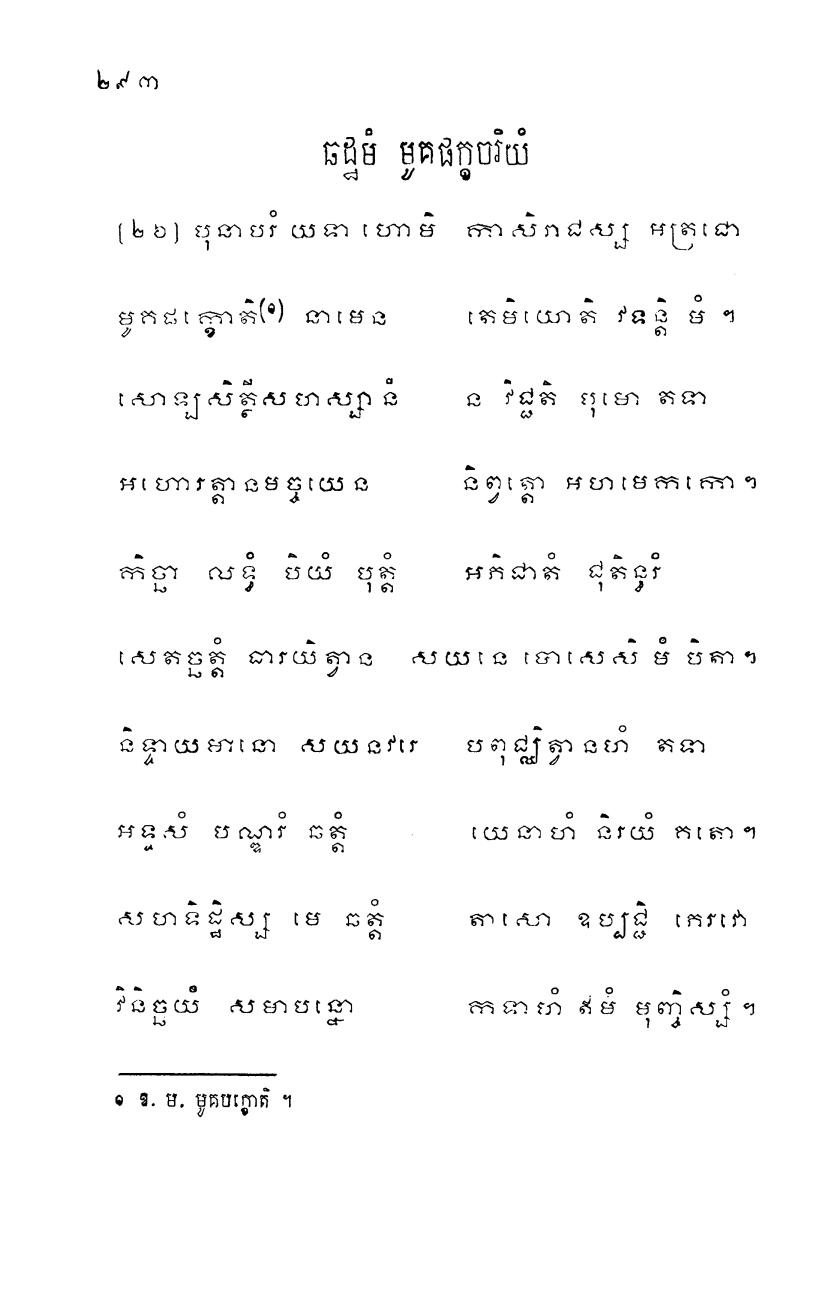 ២៩៣
ឆដ្ឋមំ មូគផក្ខចរិយំ
[២៦] បុនាបរំ យទា ហោមិ កាសិរាជស្ស អត្រជោ
មូគផក្ខោតិ(១) នាមេន តេមិយោតិ វទន្តិ មំ ។
សោឡសិត្ថីសហស្សានំ ន វិជ្ជតិ បុមោ តទា
អហោរត្តានមច្ចយេន និព្វត្តោ អហមេកកោ ។
កិច្ឆា លទ្ធំ បិយំ បុត្តំ អភិជាតំ ជុតិន្ធរំ
សេតច្ឆត្តំ ធារយិត្វាន សយនេ បោសេសិ មំ បិតា ។
និទ្ទាយមានោ សយនវរេ បពុជ្ឈិត្វានហំ តទា
អទ្ទសំ បណ្ឌរំ ឆត្តំ យេនាហំ និរយំ គតោ ។
សហទិដ្ឋិស្ស មេ ឆត្តំ តាសោ ឧប្បជ្ជិ ភេរវោ
វិនិច្ឆយំ សមាបន្នោ កទាហំ ឥមំ មុញ្ចិស្សំ ។
១ ឱ. ម. មូគបក្ខោតិ ។